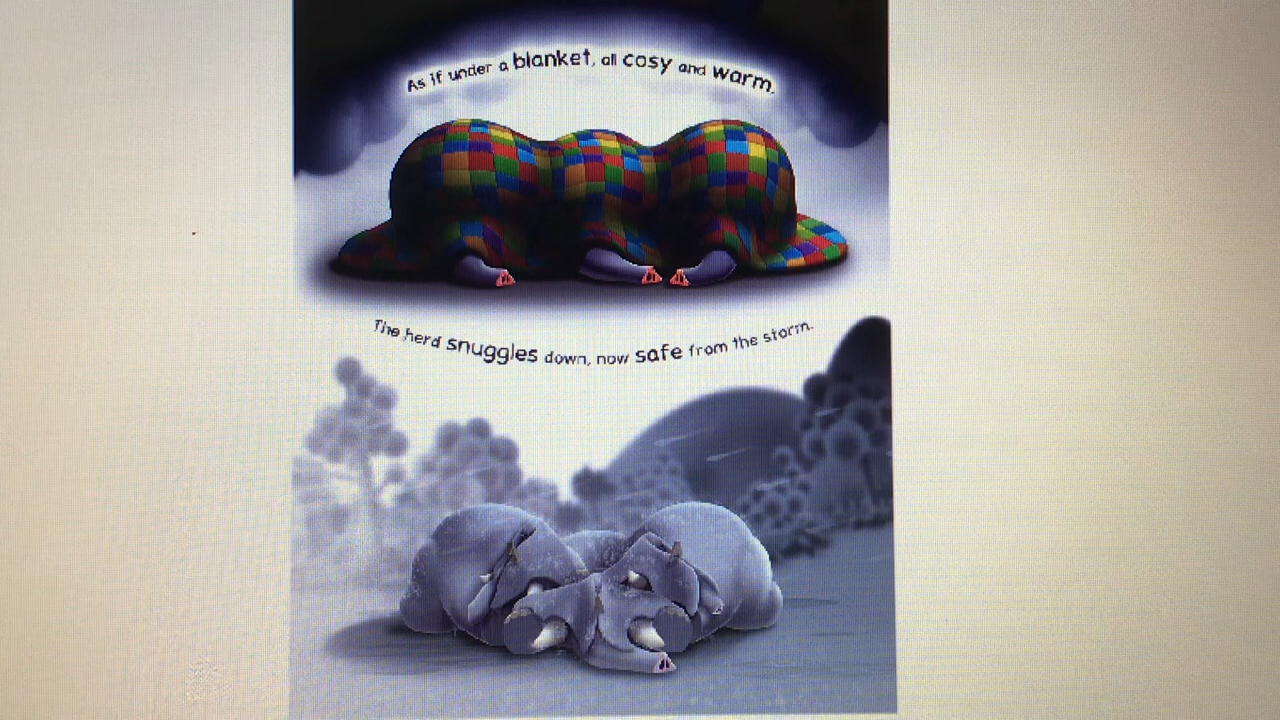 As if under a blanket, all cosy and warm.
The herd snuggles down, now safe from the storm.